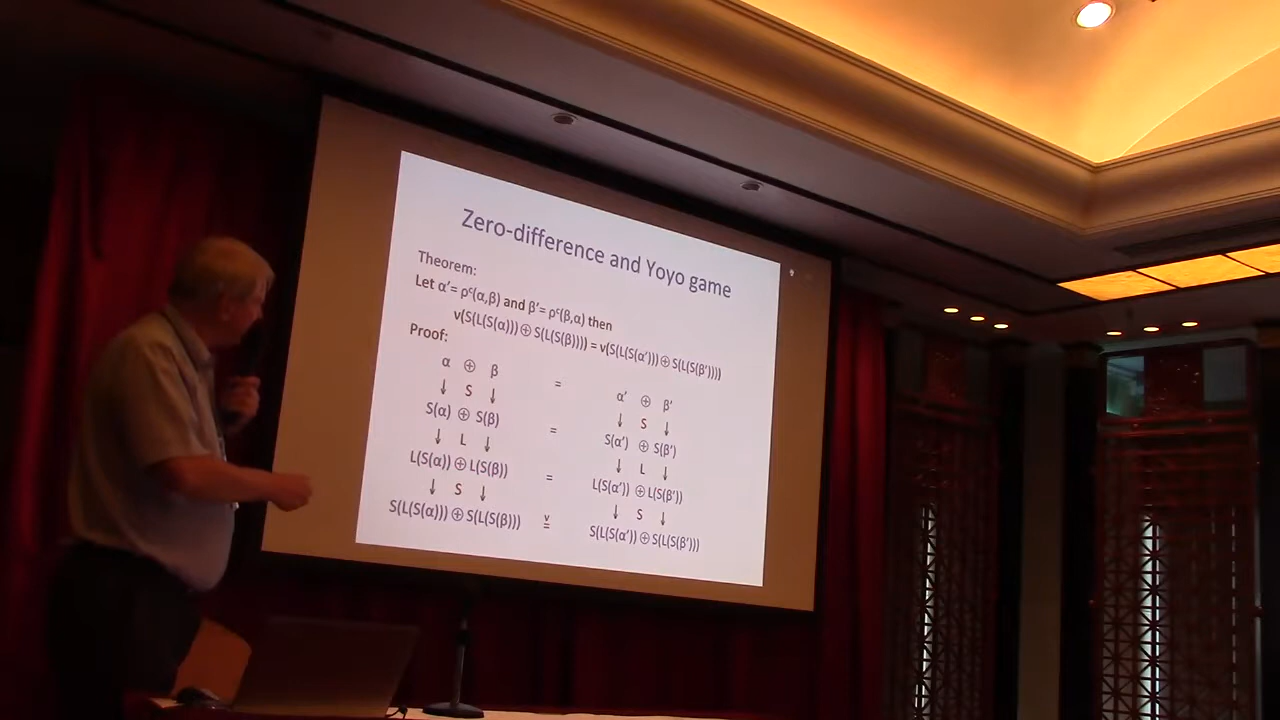 Zero-difference and Yoyo game
Theorem:
Let α′= ρᶜ(α,β) and β′= ρᶜ(β,α) then
v(S(L(S(α))) ⊕ S(L(S(β)))) = v(S(L(S(α′))) ⊕ S(L(S(β′))))
Proof:
α ⊕ β = α′ ⊕ β′
↓ S ↓ ↓ S ↓
S(α) ⊕ S(β) = S(α′) ⊕ S(β′)
↓ L ↓ ↓ L ↓
L(S(α)) ⊕ L(S(β)) = L(S(α′)) ⊕ L(S(β′))
↓ S ↓ ↓ S ↓
S(L(S(α))) ⊕ S(L(S(β))) v= S(L(S(α′)) ⊕ S(L(S(β′)))